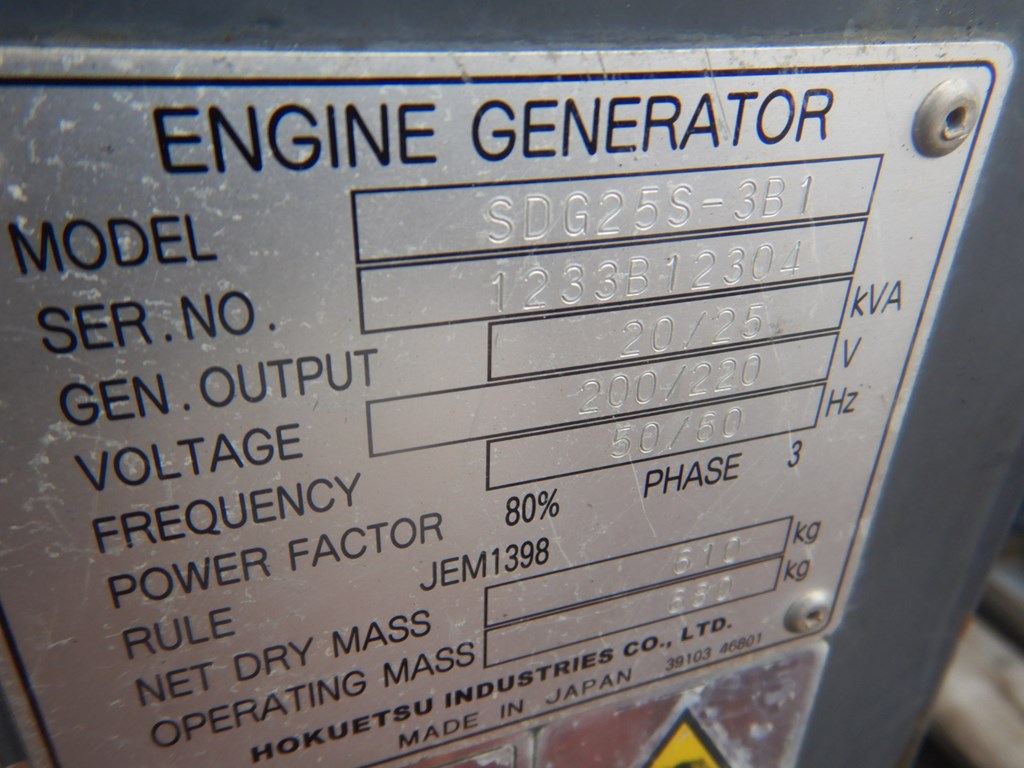 ENGINE GENERATOR
MODEL SDG25S-3B1
SER.NO. 1233B12304
GEN.OUTPUT 20/25 kVA
VOLTAGE 200/220 V
FREQUENCY 50/60 Hz
POWER FACTOR 80% PHASE 3
RULE JEM1398
NET DRY MASS 610 kg
OPERATING MASS kg
HOKUETSU INDUSTRIES CO., LTD.
MADE IN JAPAN 39103 46801